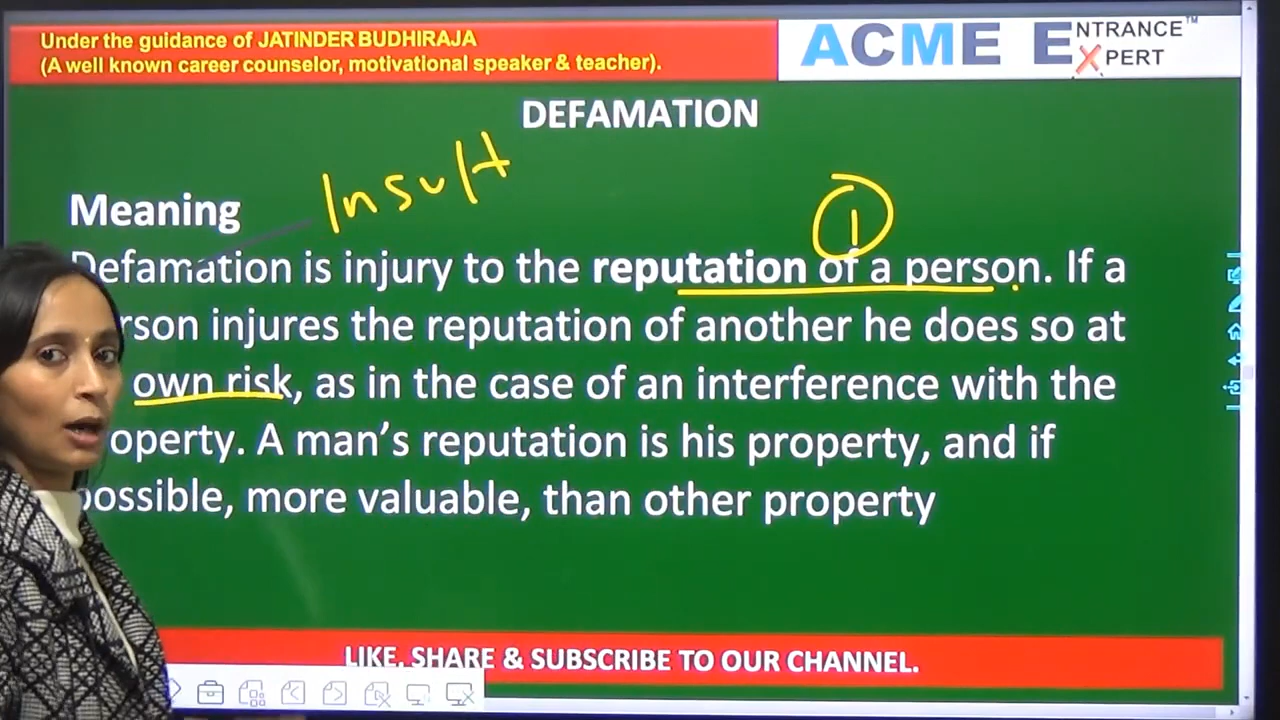 Under the guidance of JATINDER BUDHIRAJA
(A well known career counselor, motivational speaker & teacher).
ACME ENTRANCE EXPERT™
DEFAMATION
Insult
1
Meaning
Defamation is injury to the reputation of a person. If a
rson injures the reputation of another he does so at
own risk, as in the case of an interference with the
operty. A man’s reputation is his property, and if
possible, more valuable, than other property
LIKE, SHARE & SUBSCRIBE TO OUR CHANNEL.